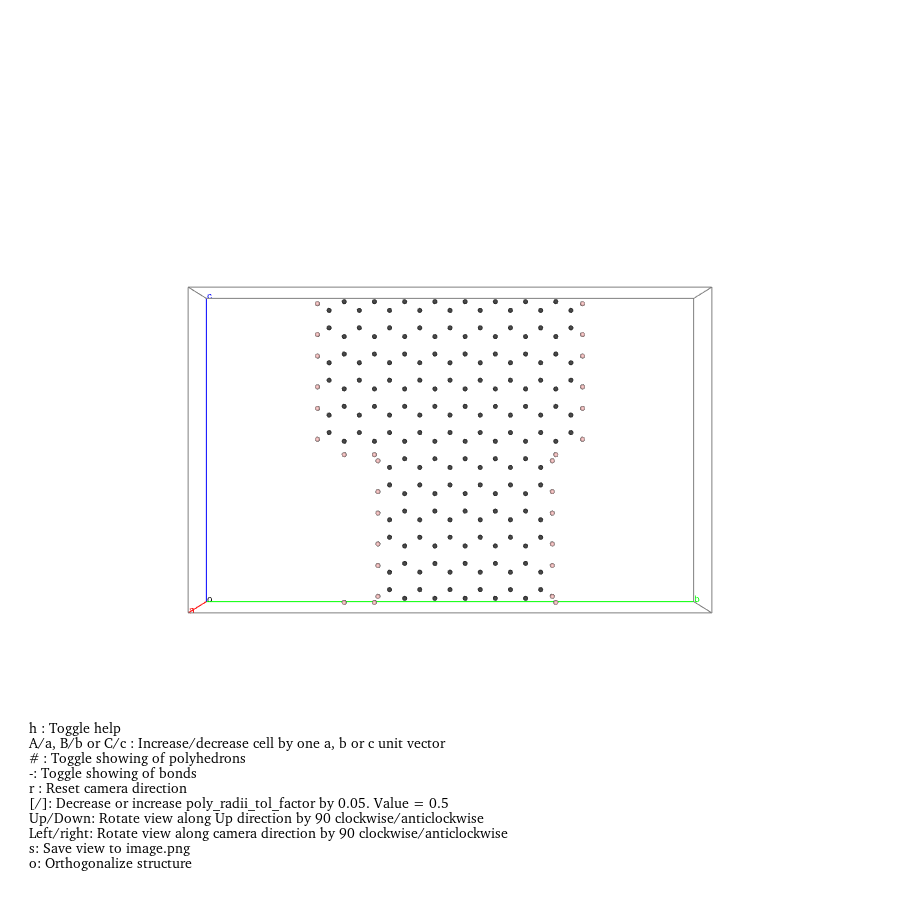 c
o
b
a
h : Toggle help
A/a, B/b or C/c : Increase/decrease cell by one a, b or c unit vector
# : Toggle showing of polyhedrons
-: Toggle showing of bonds
r : Reset camera direction
[/]: Decrease or increase poly_radii_tol_factor by 0.05. Value = 0.5
Up/Down: Rotate view along Up direction by 90 clockwise/anticlockwise
Left/right: Rotate view along camera direction by 90 clockwise/anticlockwise
s: Save view to image.png
o: Orthogonalize structure